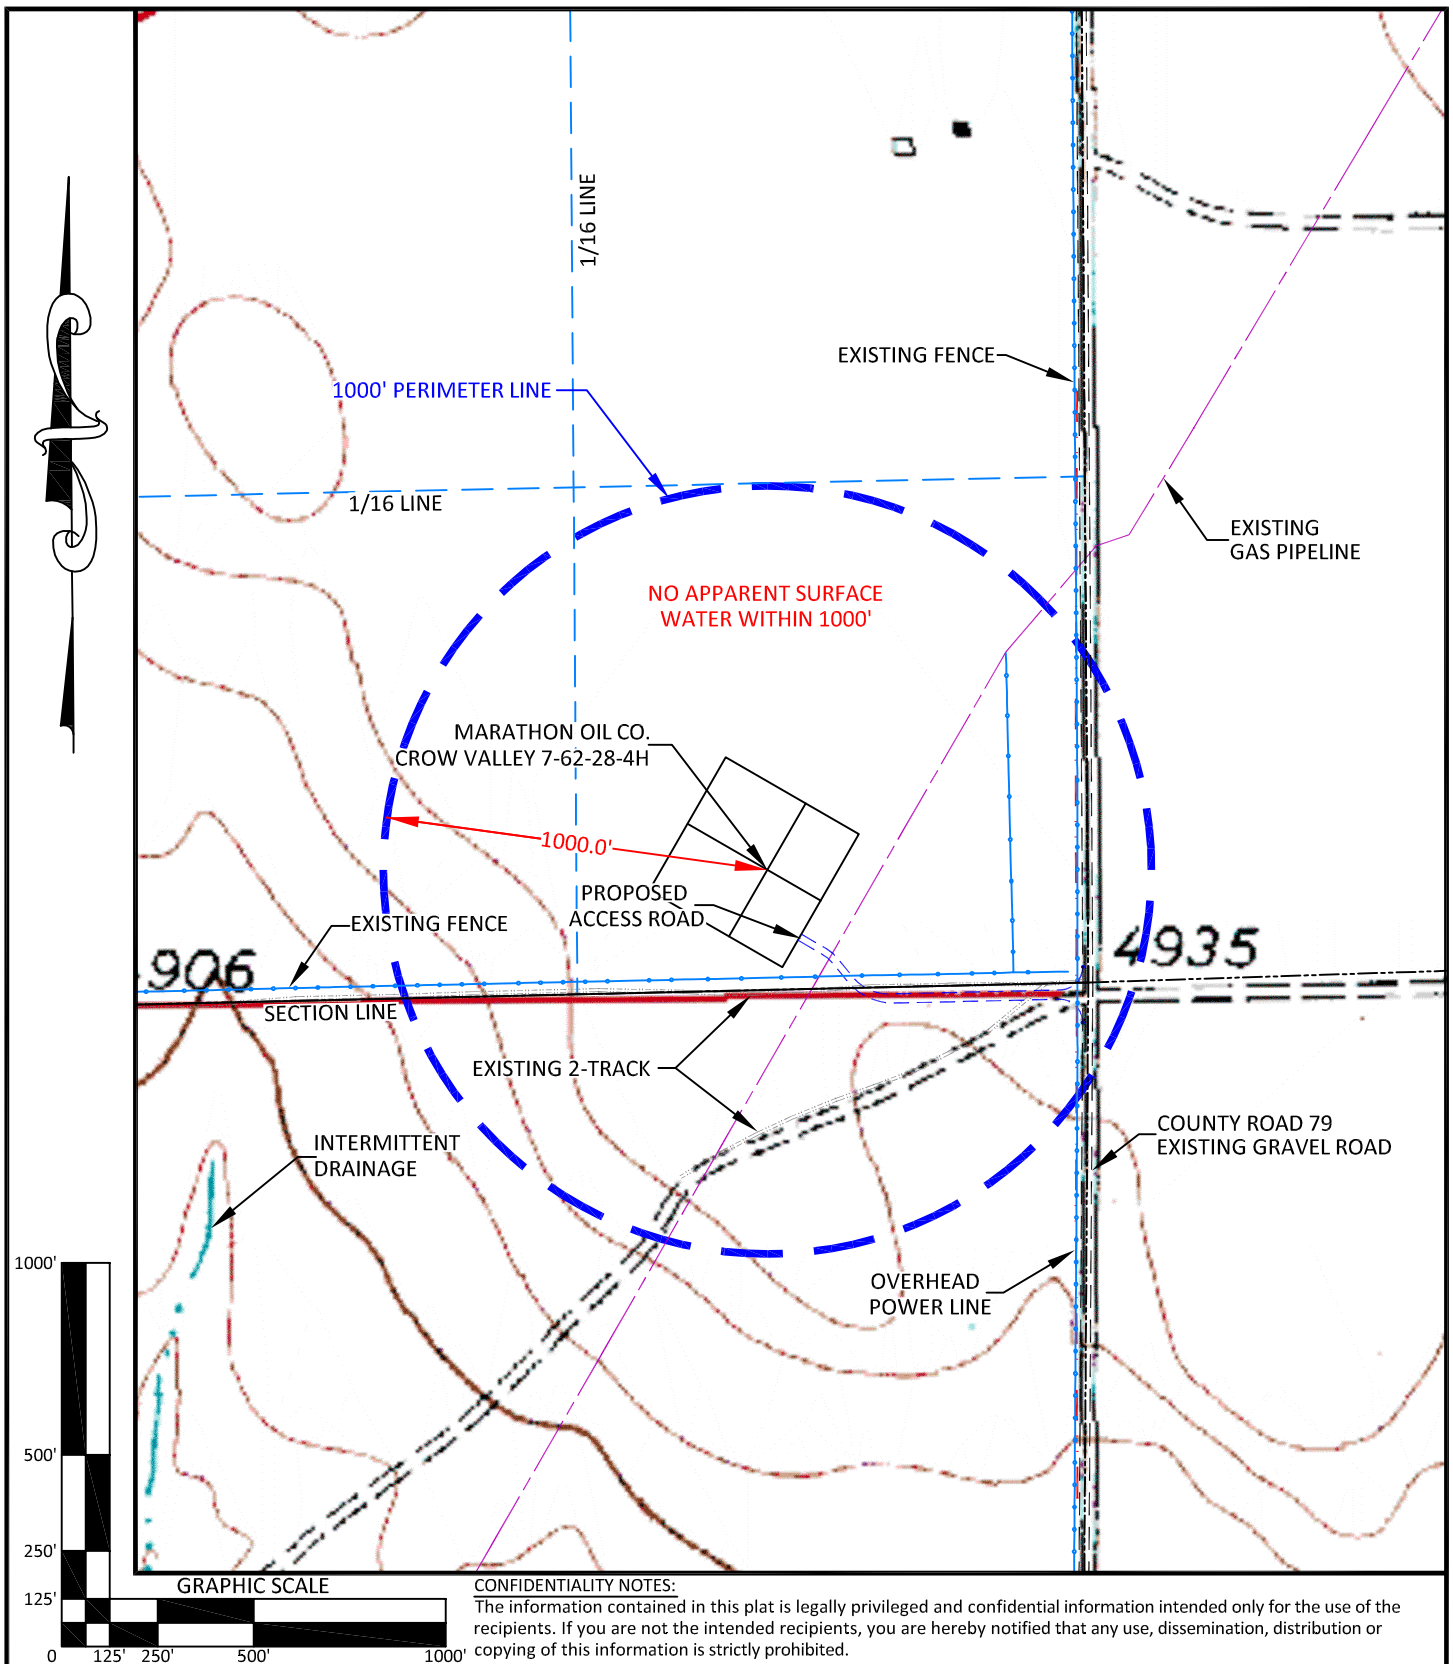 1/16 LINE
EXISTING FENCE
1000' PERIMETER LINE
1/16 LINE
EXISTING
GAS PIPELINE
NO APPARENT SURFACE
WATER WITHIN 1000'
MARATHON OIL CO.
CROW VALLEY 7-62-28-4H
1000.0'
PROPOSED
ACCESS ROAD
EXISTING FENCE
906
4935
SECTION LINE
EXISTING 2-TRACK
INTERMITTENT
DRAINAGE
COUNTY ROAD 79
EXISTING GRAVEL ROAD
OVERHEAD
POWER LINE
1000'
500'
250'
125'
0 125' 250' 500' 1000'
GRAPHIC SCALE
CONFIDENTIALITY NOTES:
The information contained in this plat is legally privileged and confidential information intended only for the use of the
recipients. If you are not the intended recipients, you are hereby notified that any use, dissemination, distribution or
copying of this information is strictly prohibited.